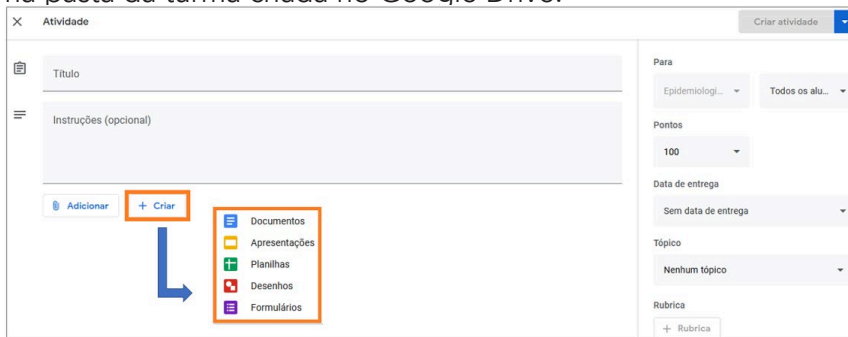 na pasta da turma criada no Google Drive.
Atividade
Criar atividade
Título
Instruções (opcional)
Adicionar
+ Criar
Documentos
Apresentações
Planilhas
Desenhos
Formulários
Para
Epidemiologi...
Todos os alu...
Pontos
100
Data de entrega
Sem data de entrega
Tópico
Nenhum tópico
Rubrica
+ Rubrica